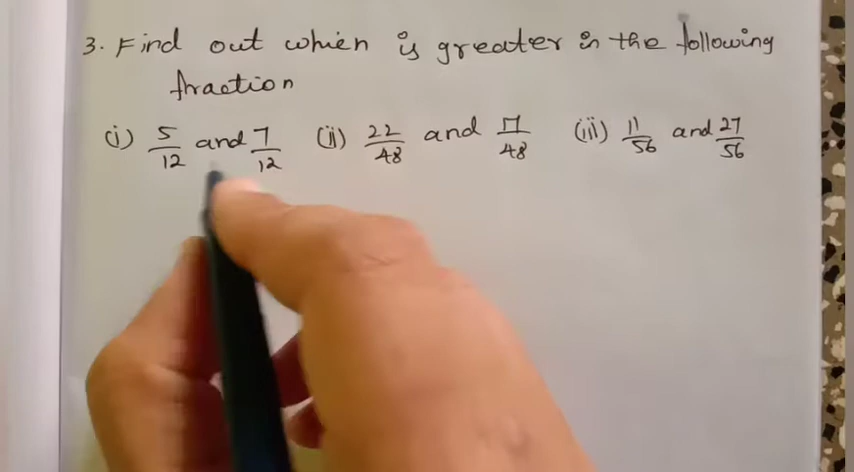 3. Find out which is greater in the following
fraction
(i) 5/12 and 7/12 (ii) 22/48 and 17/48 (iii) 11/56 and 27/56